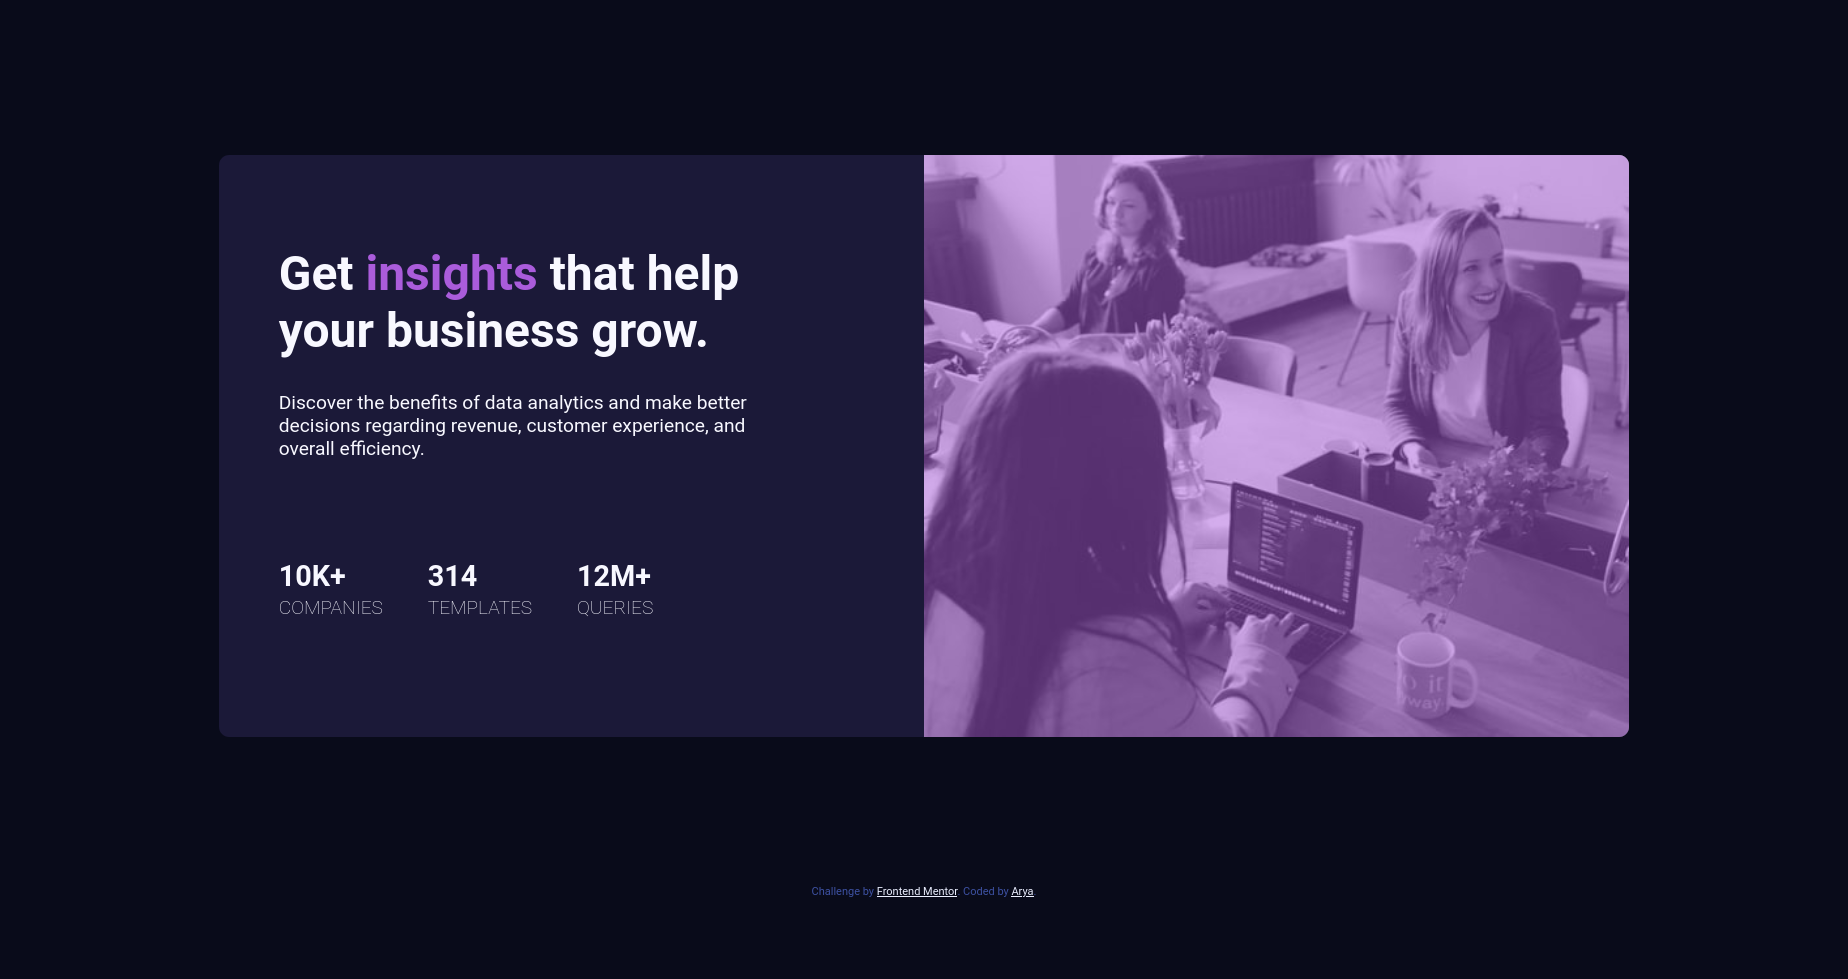 Get insights that help
your business grow.
Discover the benefits of data analytics and make better
decisions regarding revenue, customer experience, and
overall efficiency.
10K+ 314 12M+
COMPANIES TEMPLATES QUERIES
way.
Challenge by Frontend Mentor. Coded by Arya.